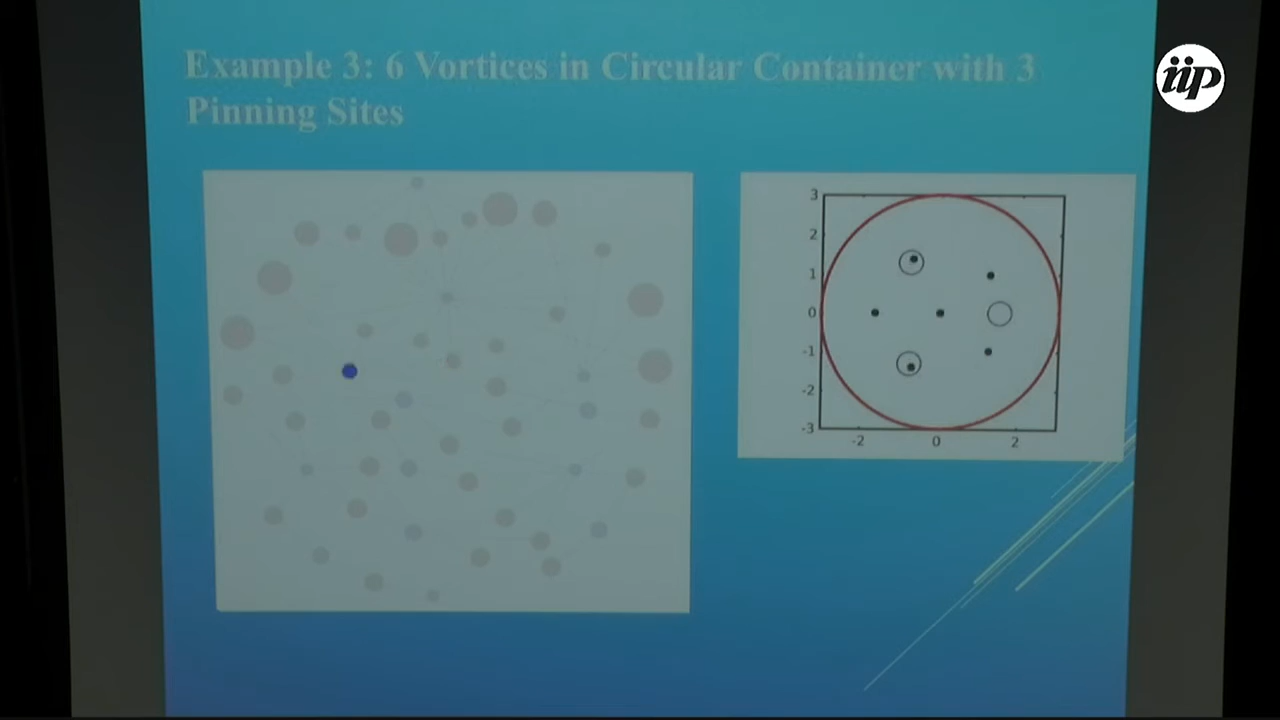 Example 3: 6 Vortices in Circular Container with 3
Pinning Sites
iip
3
2
1
0
-1
-2
-3
-2 0 2